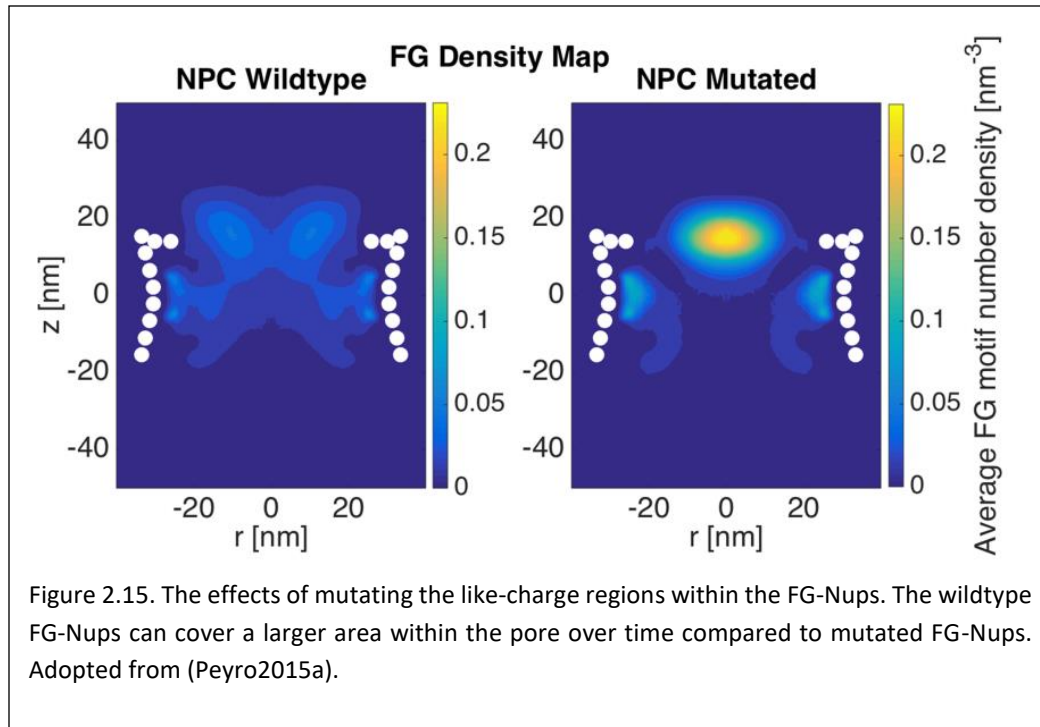 FG Density Map
NPC Wildtype
NPC Mutated
40
20
0
-20
-40
z [nm]
-20 0 20
r [nm]
0.2
0.15
0.1
0.05
0
40
20
0
-20
-40
-20 0 20
r [nm]
0.2
0.15
0.1
0.05
0
Average FG motif number density [nm-3]
Figure 2.15. The effects of mutating the like-charge regions within the FG-Nups. The wildtype
FG-Nups can cover a larger area within the pore over time compared to mutated FG-Nups.
Adopted from (Peyro2015a).